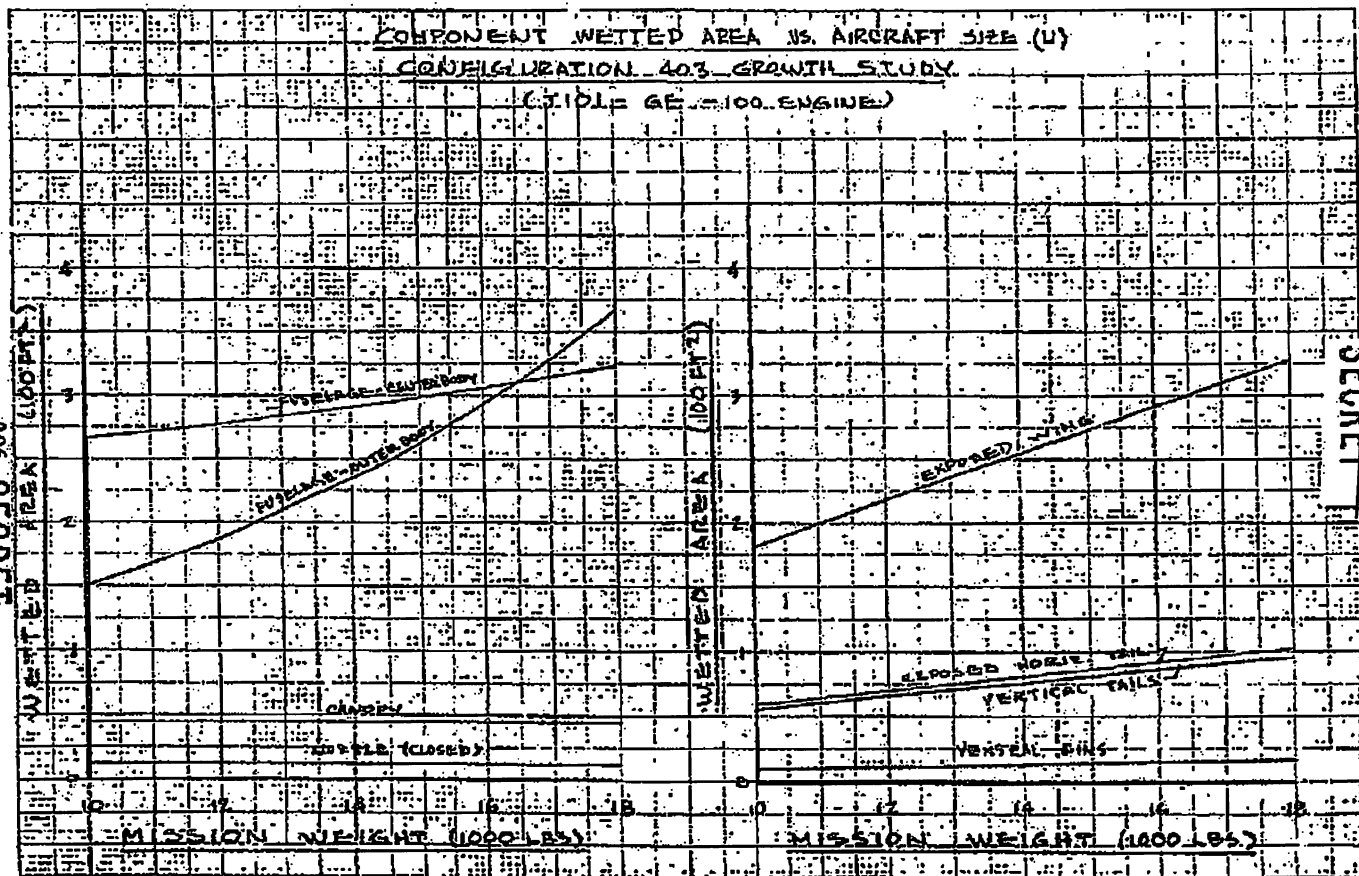 COMPONENT WETTED AREA VS. AIRCRAFT SIZE (U)
CONFIGURATION 403 GROWTH STUDY
(J101-GE-100 ENGINE)
WETTED AREA (100 FT.²)
4
3
2
1
0
FUSELAGE-CENTERBODY
FUSELAGE-OUTERBODY
CANOPY
NOZZLE (CLOSED)
10 12 14 16 18
MISSION WEIGHT (1000 LBS)
WETTED AREA (100 FT²)
4
3
2
1
0
EXPOSED WING
EXPOSED HORIZ. TAIL
VERTICAL TAILS
VENTRAL FINS
10 12 14 16 18
MISSION WEIGHT (1000 LBS)
SECRET